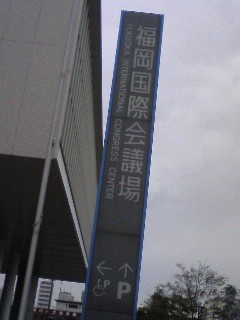 福岡国際会議場
FUKUOKA INTERNATIONAL CONGRESS CENTER
P
P